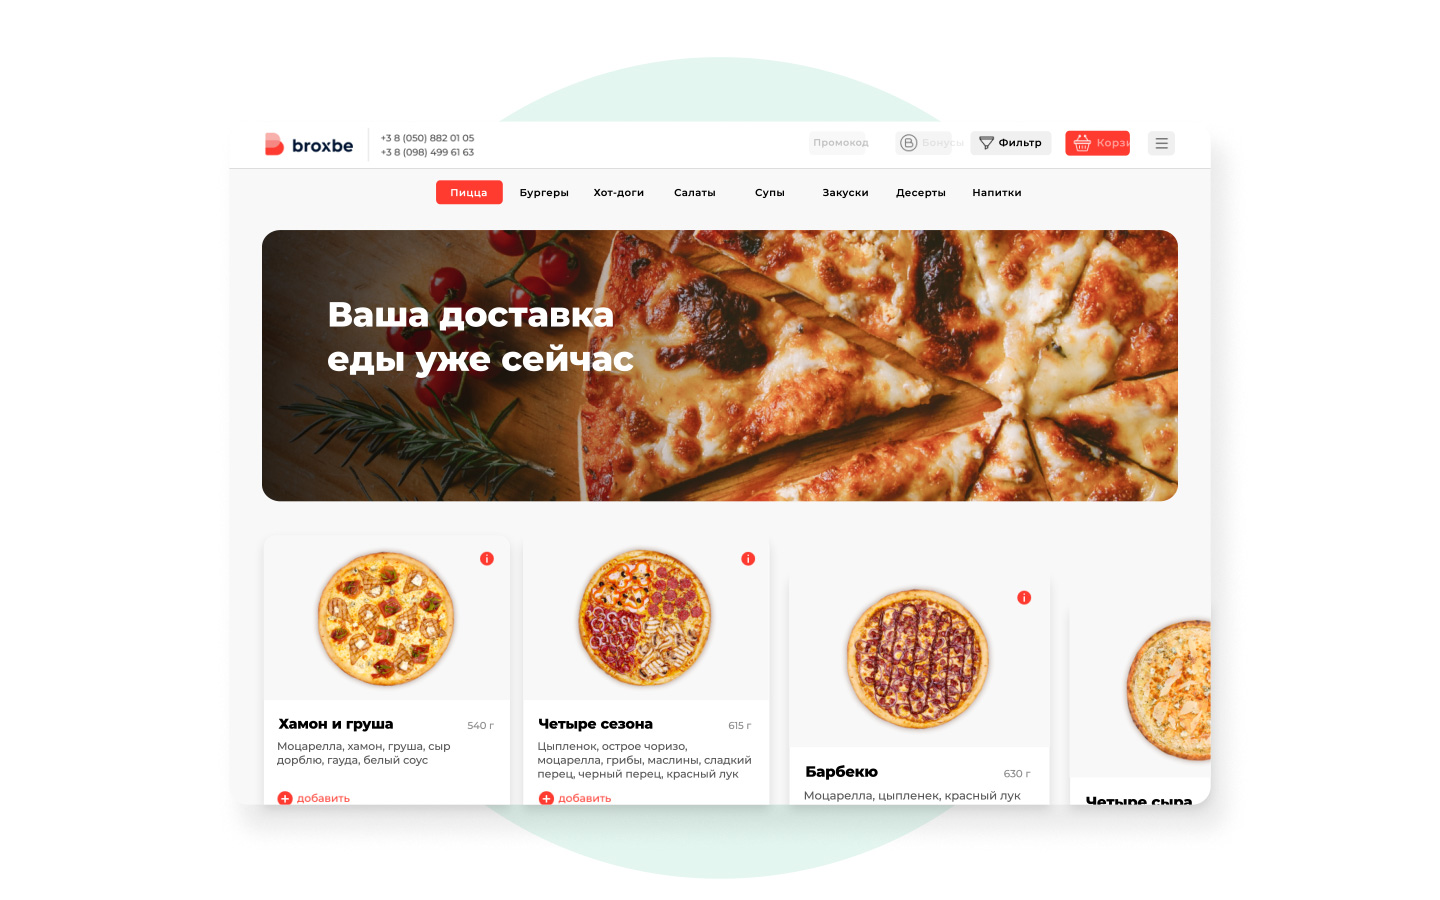 broxbe
+3 8 (050) 882 01 05
+3 8 (098) 499 61 63
Промокод
Бонусы
Фильтр
Корзи
Пицца Бургеры Хот-доги Салаты Супы Закуски Десерты Напитки
Ваша доставка
еды уже сейчас
Хамон и груша 540 г
Моцарелла, хамон, груша, сыр
дорблю, гауда, белый соус
добавить
Четыре сезона 615 г
Цыпленок, острое чоризо,
моцарелла, грибы, маслины, сладкий
перец, черный перец, красный лук
добавить
Барбекю 630 г
Моцарелла, цыпленек, красный лук
Четыре сыра